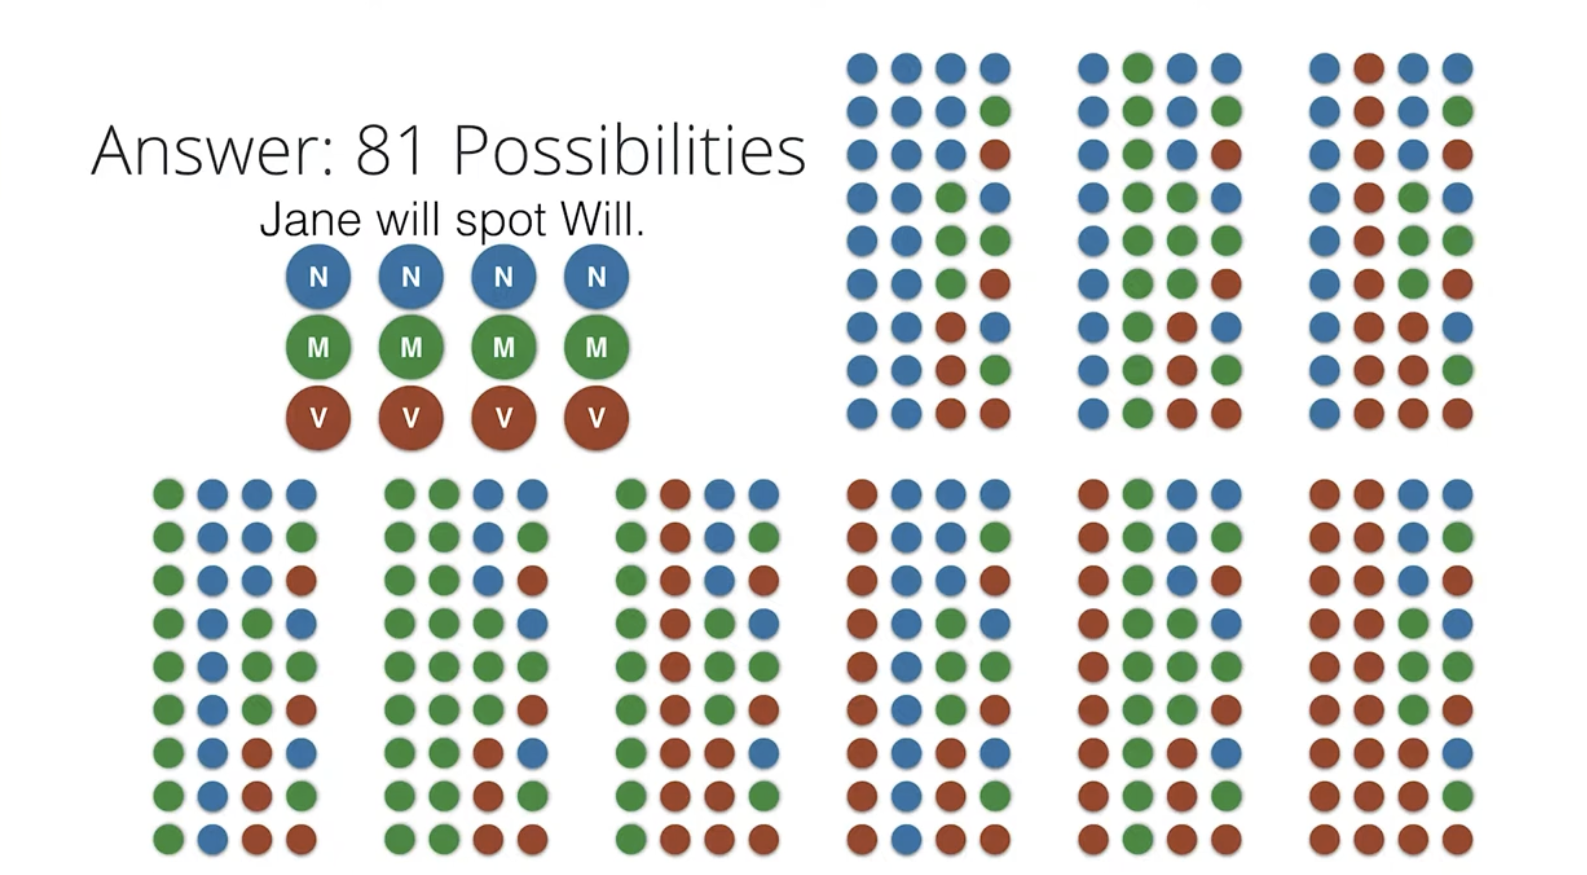 Answer: 81 Possibilities
Jane will spot Will.
N N N N
M M M M
V V V V